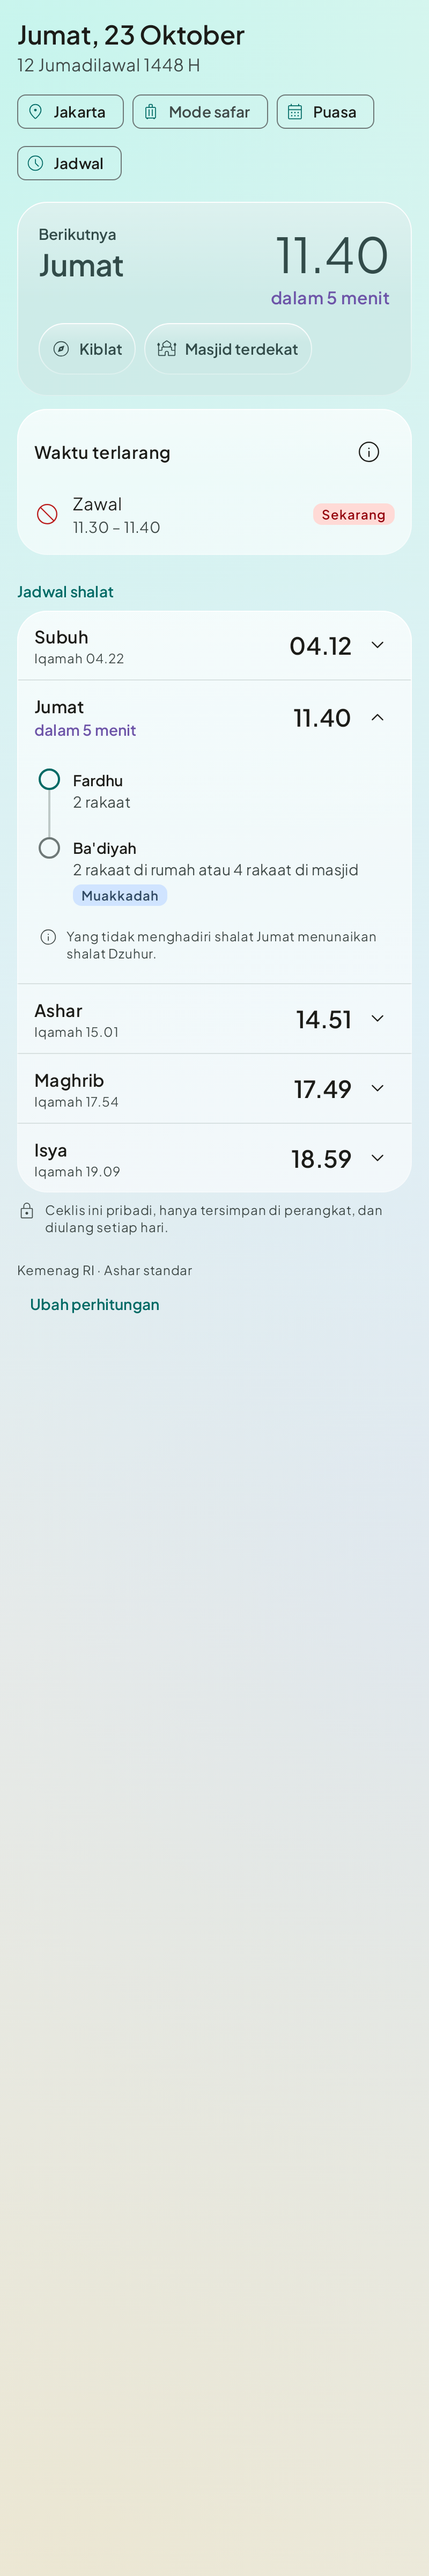 Jumat, 23 Oktober
12 Jumadilawal 1448 H
Jakarta
Mode safar
Puasa
Jadwal
Berikutnya
Jumat
11.40
dalam 5 menit
Kiblat
Masjid terdekat
Waktu terlarang
Zawal
11.30 – 11.40
Sekarang
Jadwal shalat
Subuh
Iqamah 04.22
04.12
Jumat
dalam 5 menit
11.40
Fardhu
2 rakaat
Ba'diyah
2 rakaat di rumah atau 4 rakaat di masjid
Muakkadah
Yang tidak menghadiri shalat Jumat menunaikan
shalat Dzuhur.
Ashar
Iqamah 15.01
14.51
Maghrib
Iqamah 17.54
17.49
Isya
Iqamah 19.09
18.59
Ceklis ini pribadi, hanya tersimpan di perangkat, dan
diulang setiap hari.
Kemenag RI · Ashar standar
Ubah perhitungan